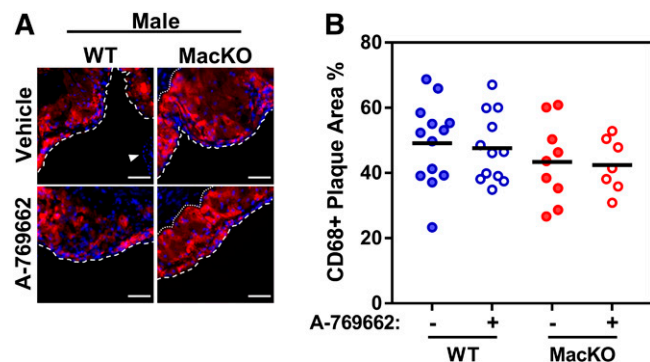 A
Male
WT MacKO
Vehicle
A-769662
B
CD68+ Plaque Area %
80
60
40
20
0
A-769662: - + - +
WT MacKO